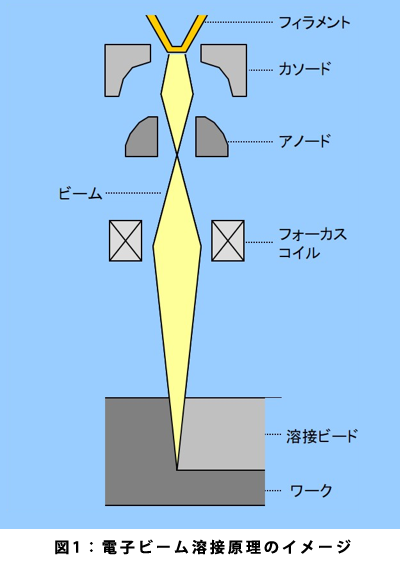 フィラメント
カソード
アノード
ビーム
フォーカス
コイル
溶接ビード
ワーク
図1：電子ビーム溶接原理のイメージ